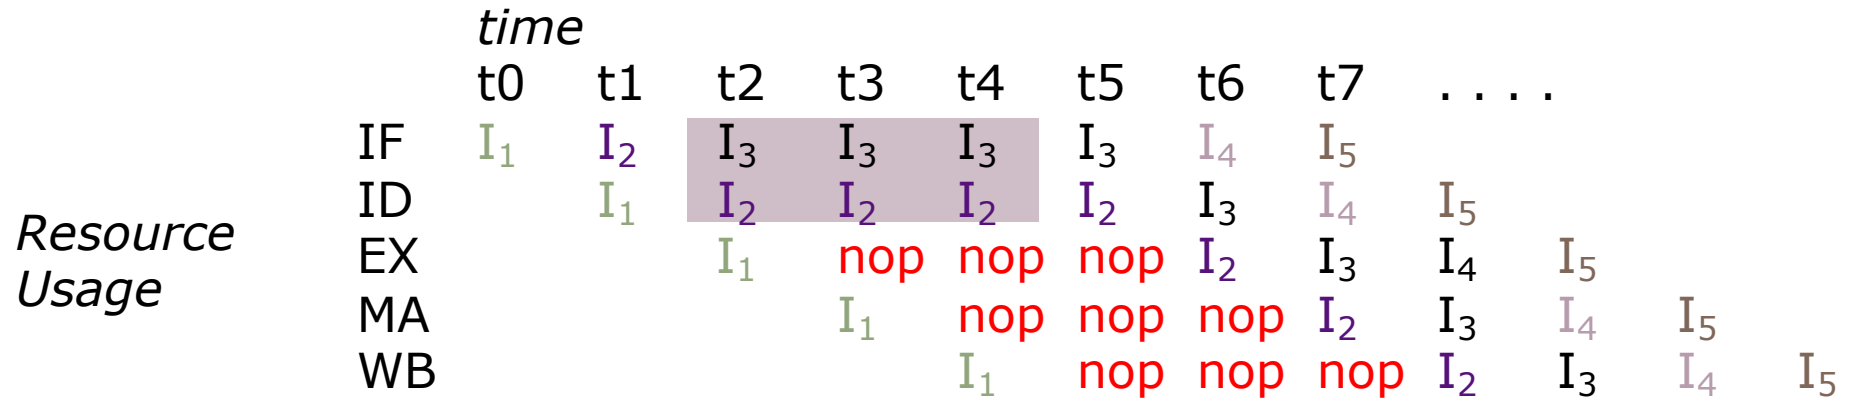 time
t0 t1 t2 t3 t4 t5 t6 t7 . . . .
IF I₁ I₂ I₃ I₃ I₃ I₃ I₄ I₅
ID I₁ I₂ I₂ I₂ I₂ I₃ I₄ I₅
Resource
Usage
EX I₁ nop nop nop I₂ I₃ I₄ I₅
MA I₁ nop nop nop I₂ I₃ I₄ I₅
WB I₁ nop nop nop I₂ I₃ I₄ I₅